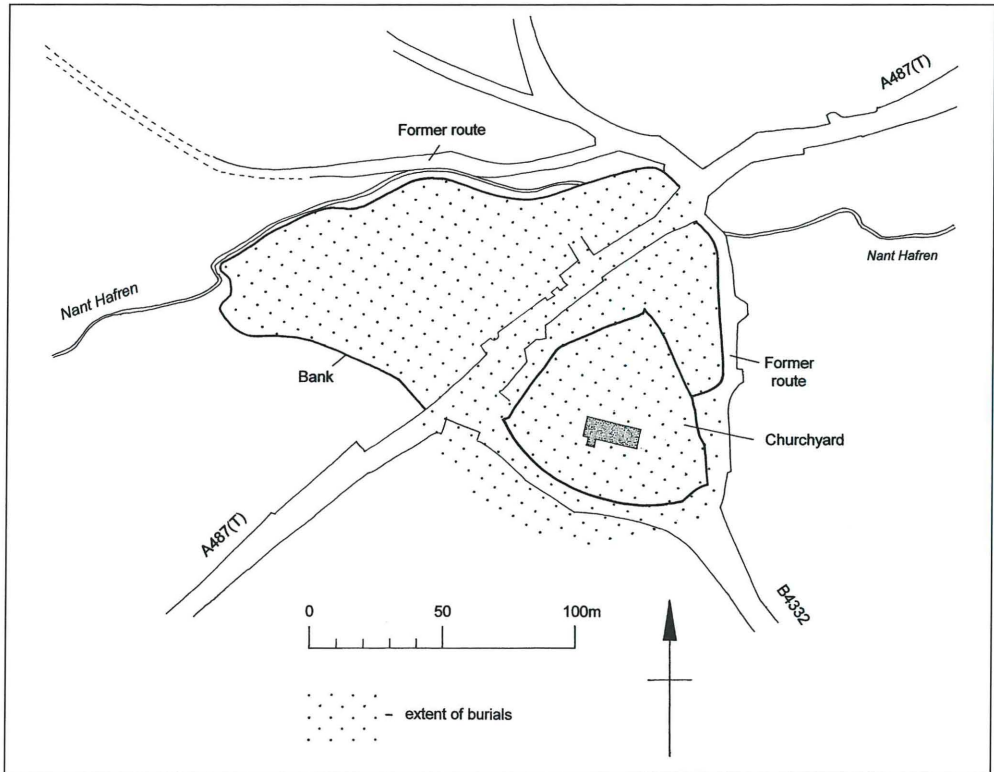 A487(T)
Former route
Nant Hafren
Nant Hafren
Bank
Former
route
Churchyard
A487(T)
B4332
0 50 100m
- extent of burials